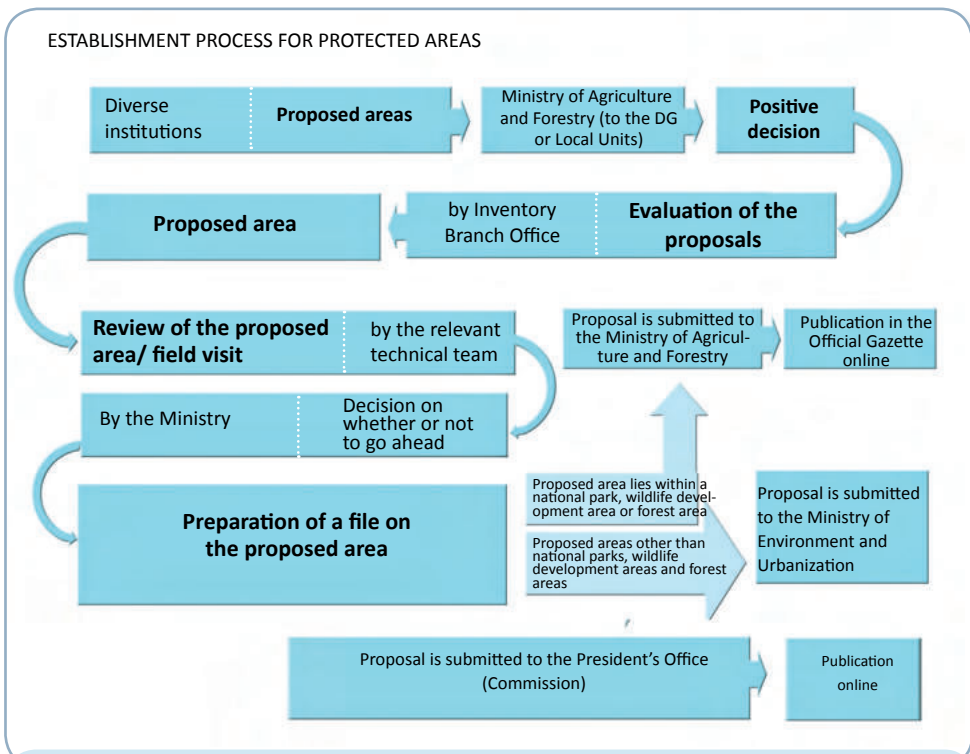 ESTABLISHMENT PROCESS FOR PROTECTED AREAS
Diverse
institutions
Proposed areas
Ministry of Agriculture
and Forestry (to the DG
or Local Units)
Positive
decision
Proposed area
by Inventory
Branch Office
Evaluation of the
proposals
Review of the proposed
area/ field visit
by the relevant
technical team
Proposal is submitted to
the Ministry of Agricul-
ture and Forestry
Publication in the
Official Gazette
online
By the Ministry
Decision on
whether or not
to go ahead
Preparation of a file on
the proposed area
Proposed area lies within a
national park, wildlife devel-
opment area or forest area
Proposed areas other than
national parks, wildlife
development areas and forest
areas
Proposal is submitted
to the Ministry of
Environment and
Urbanization
Proposal is submitted to the President's Office
(Commission)
Publication
online